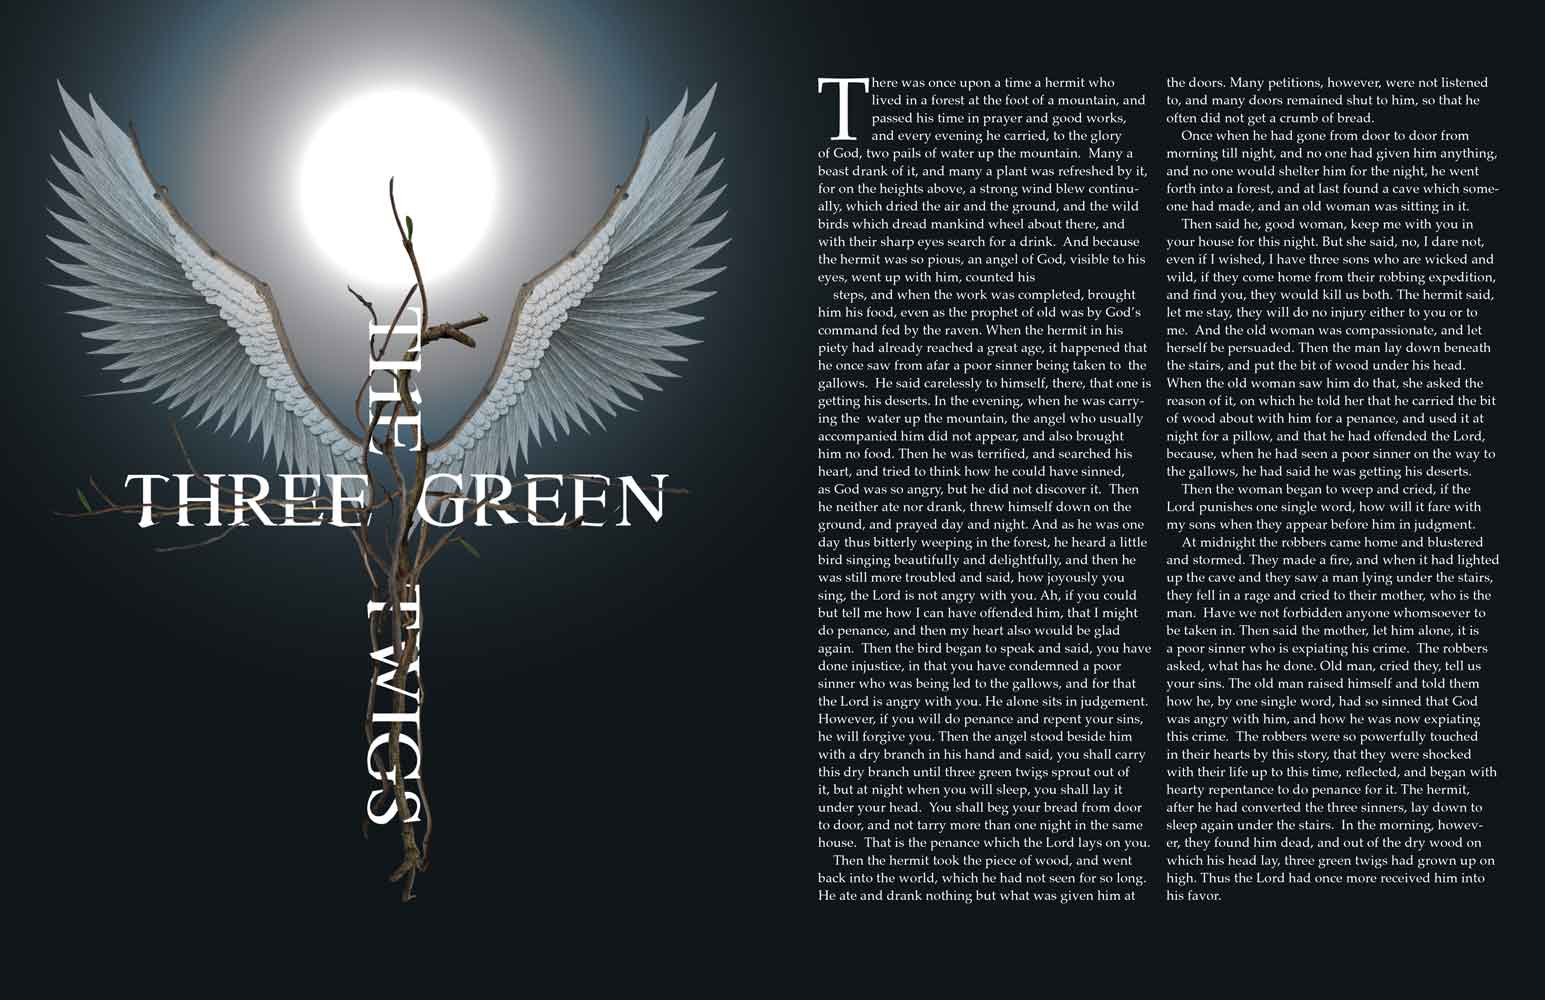 THE
THREE GREEN
TWIGS
There was once upon a time a hermit who
lived in a forest at the foot of a mountain, and
passed his time in prayer and good works,
and every evening he carried, to the glory
of God, two pails of water up the mountain. Many a
beast drank of it, and many a plant was refreshed by it,
for on the heights above, a strong wind blew continu-
ally, which dried the air and the ground, and the wild
birds which dread mankind wheel about there, and
with their sharp eyes search for a drink. And because
the hermit was so pious, an angel of God, visible to his
eyes, went up with him, counted his
steps, and when the work was completed, brought
him his food, even as the prophet of old was by God's
command fed by the raven. When the hermit in his
piety had already reached a great age, it happened that
he once saw from afar a poor sinner being taken to the
gallows. He said carelessly to himself, there, that one is
getting his deserts. In the evening, when he was carry-
ing the water up the mountain, the angel who usually
accompanied him did not appear, and also brought
him no food. Then he was terrified, and searched his
heart, and tried to think how he could have sinned,
as God was so angry, but he did not discover it. Then
he neither ate nor drank, threw himself down on the
ground, and prayed day and night. And as he was one
day thus bitterly weeping in the forest, he heard a little
bird singing beautifully and delightfully, and then he
was still more troubled and said, how joyously you
sing, the Lord is not angry with you. Ah, if you could
but tell me how I can have offended him, that I might
do penance, and then my heart also would be glad
again. Then the bird began to speak and said, you have
done injustice, in that you have condemned a poor
sinner who was being led to the gallows, and for that
the Lord is angry with you. He alone sits in judgement.
However, if you will do penance and repent your sins,
he will forgive you. Then the angel stood beside him
with a dry branch in his hand and said, you shall carry
this dry branch until three green twigs sprout out of
it, but at night when you will sleep, you shall lay it
under your head. You shall beg your bread from door
to door, and not tarry more than one night in the same
house. That is the penance which the Lord lays on you.
Then the hermit took the piece of wood, and went
back into the world, which he had not seen for so long.
He ate and drank nothing but what was given him at
the doors. Many petitions, however, were not listened
to, and many doors remained shut to him, so that he
often did not get a crumb of bread.
Once when he had gone from door to door from
morning till night, and no one had given him anything,
and no one would shelter him for the night, he went
forth into a forest, and at last found a cave which some-
one had made, and an old woman was sitting in it.
Then said he, good woman, keep me with you in
your house for this night. But she said, no, I dare not,
even if I wished, I have three sons who are wicked and
wild, if they come home from their robbing expedition,
and find you, they would kill us both. The hermit said,
let me stay, they will do no injury either to you or to
me. And the old woman was compassionate, and let
herself be persuaded. Then the man lay down beneath
the stairs, and put the bit of wood under his head.
When the old woman saw him do that, she asked the
reason of it, on which he told her that he carried the bit
of wood about with him for a penance, and used it at
night for a pillow, and that he had offended the Lord,
because, when he had seen a poor sinner on the way to
the gallows, he had said he was getting his deserts.
Then the woman began to weep and cried, if the
Lord punishes one single word, how will it fare with
my sons when they appear before him in judgment.
At midnight the robbers came home and blustered
and stormed. They made a fire, and when it had lighted
up the cave and they saw a man lying under the stairs,
they fell in a rage and cried to their mother, who is the
man. Have we not forbidden anyone whomsoever to
be taken in. Then said the mother, let him alone, it is
a poor sinner who is expiating his crime. The robbers
asked, what has he done. Old man, cried they, tell us
your sins. The old man raised himself and told them
how he, by one single word, had so sinned that God
was angry with him, and how he was now expiating
this crime. The robbers were so powerfully touched
in their hearts by this story, that they were shocked
with their life up to this time, reflected, and began with
hearty repentance to do penance for it. The hermit,
after he had converted the three sinners, lay down to
sleep again under the stairs. In the morning, howev-
er, they found him dead, and out of the dry wood on
which his head lay, three green twigs had grown up on
high. Thus the Lord had once more received him into
his favor.